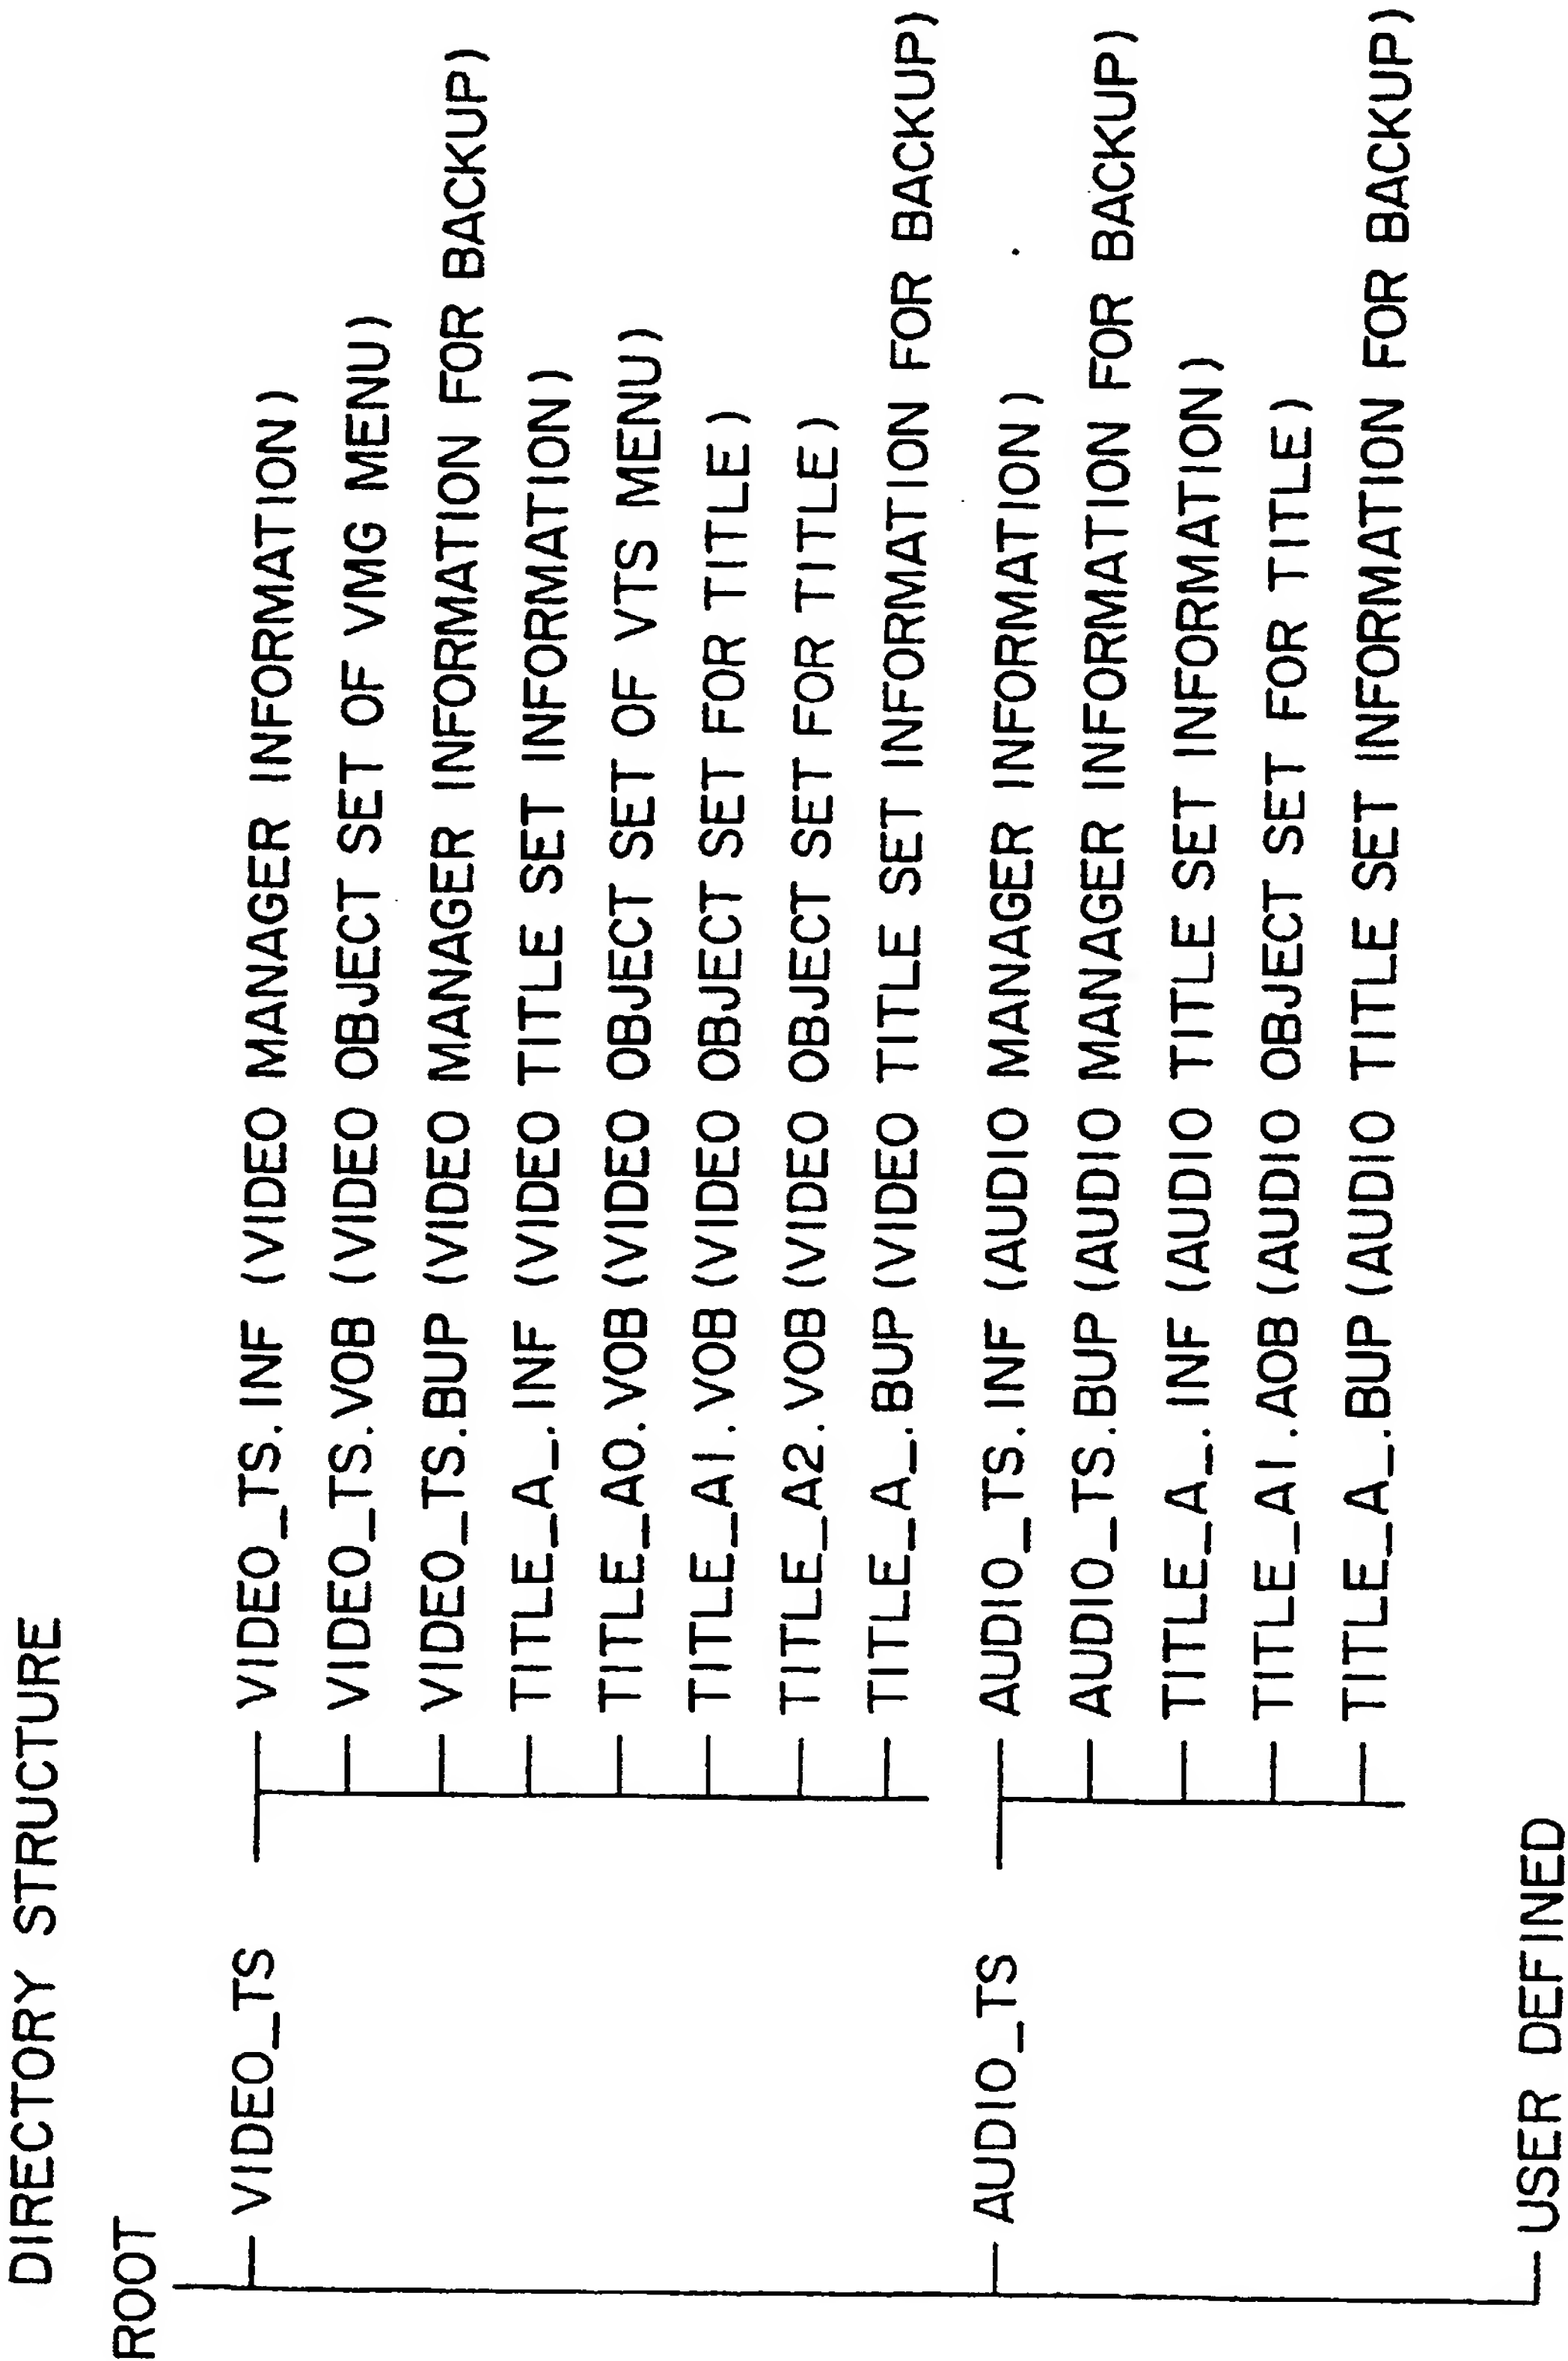 DIRECTORY STRUCTURE
ROOT
VIDEO_TS
VIDEO_TS.INF (VIDEO MANAGER INFORMATION)
VIDEO_TS.VOB (VIDEO OBJECT SET OF VMG MENU)
VIDEO_TS.BUP (VIDEO MANAGER INFORMATION FOR BACKUP)
TITLE_A_.INF (VIDEO TITLE SET INFORMATION)
TITLE_A0.VOB (VIDEO OBJECT SET OF VTS MENU)
TITLE_A1.VOB (VIDEO OBJECT SET FOR TITLE)
TITLE_A2.VOB (VIDEO OBJECT SET FOR TITLE)
TITLE_A_.BUP (VIDEO TITLE SET INFORMATION FOR BACKUP)
AUDIO_TS
AUDIO_TS.INF (AUDIO MANAGER INFORMATION)
AUDIO_TS.BUP (AUDIO MANAGER INFORMATION FOR BACKUP)
TITLE_A_.INF (AUDIO TITLE SET INFORMATION)
TITLE_A1.AOB (AUDIO OBJECT SET FOR TITLE)
TITLE_A_.BUP (AUDIO TITLE SET INFORMATION FOR BACKUP)
USER DEFINED